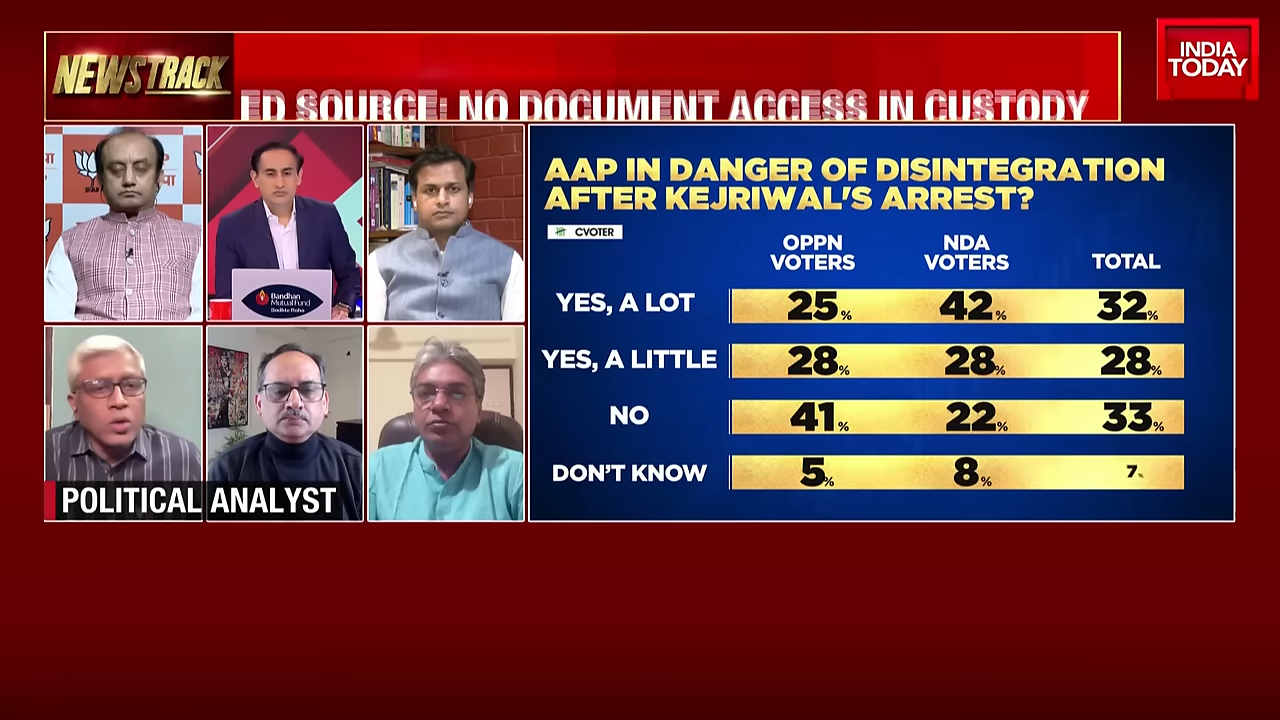 NEWSTRACK
ED SOURCE: NO DOCUMENT ACCESS IN CUSTODY
INDIA
TODAY
Bandhan
Mutual Fund
Badhte Raho
POLITICAL ANALYST
AAP IN DANGER OF DISINTEGRATION
AFTER KEJRIWAL'S ARREST?
CVOTER
OPPN VOTERS NDA VOTERS TOTAL
YES, A LOT 25% 42% 32%
YES, A LITTLE 28% 28% 28%
NO 41% 22% 33%
DON'T KNOW 5% 8% 7%